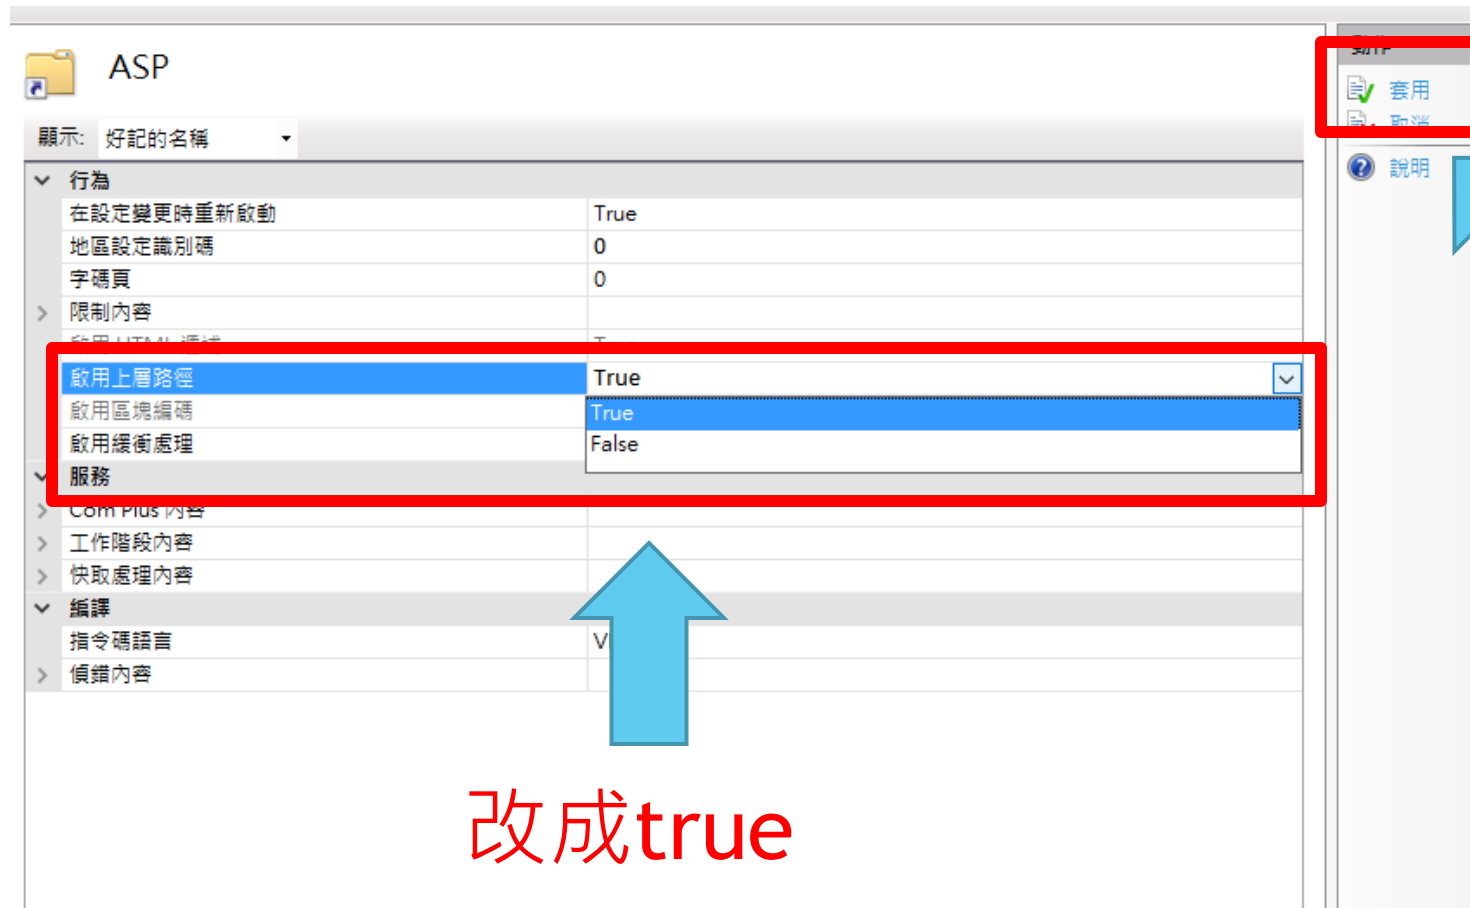 ASP
顯示: 好記的名稱
行為
在設定變更時重新啟動 True
地區設定識別碼 0
字碼頁 0
限制內容
啟用上層路徑 True
啟用區塊編碼 True
啟用緩衝處理 False
服務
Com Plus 內容
工作階段內容
快取處理內容
編譯
指令碼語言
偵錯內容
改成true
動作
套用
取消
說明